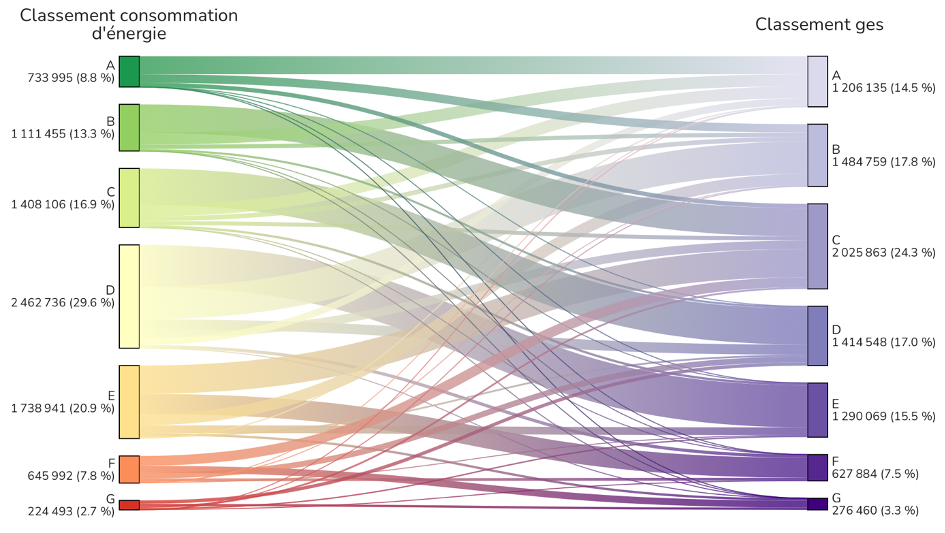 Classement consommation
d'énergie
A
733 995 (8.8 %)
B
1 111 455 (13.3 %)
C
1 408 106 (16.9 %)
D
2 462 736 (29.6 %)
E
1 738 941 (20.9 %)
F
645 992 (7.8 %)
G
224 493 (2.7 %)
Classement ges
A
1 206 135 (14.5 %)
B
1 484 759 (17.8 %)
C
2 025 863 (24.3 %)
D
1 414 548 (17.0 %)
E
1 290 069 (15.5 %)
F
627 884 (7.5 %)
G
276 460 (3.3 %)